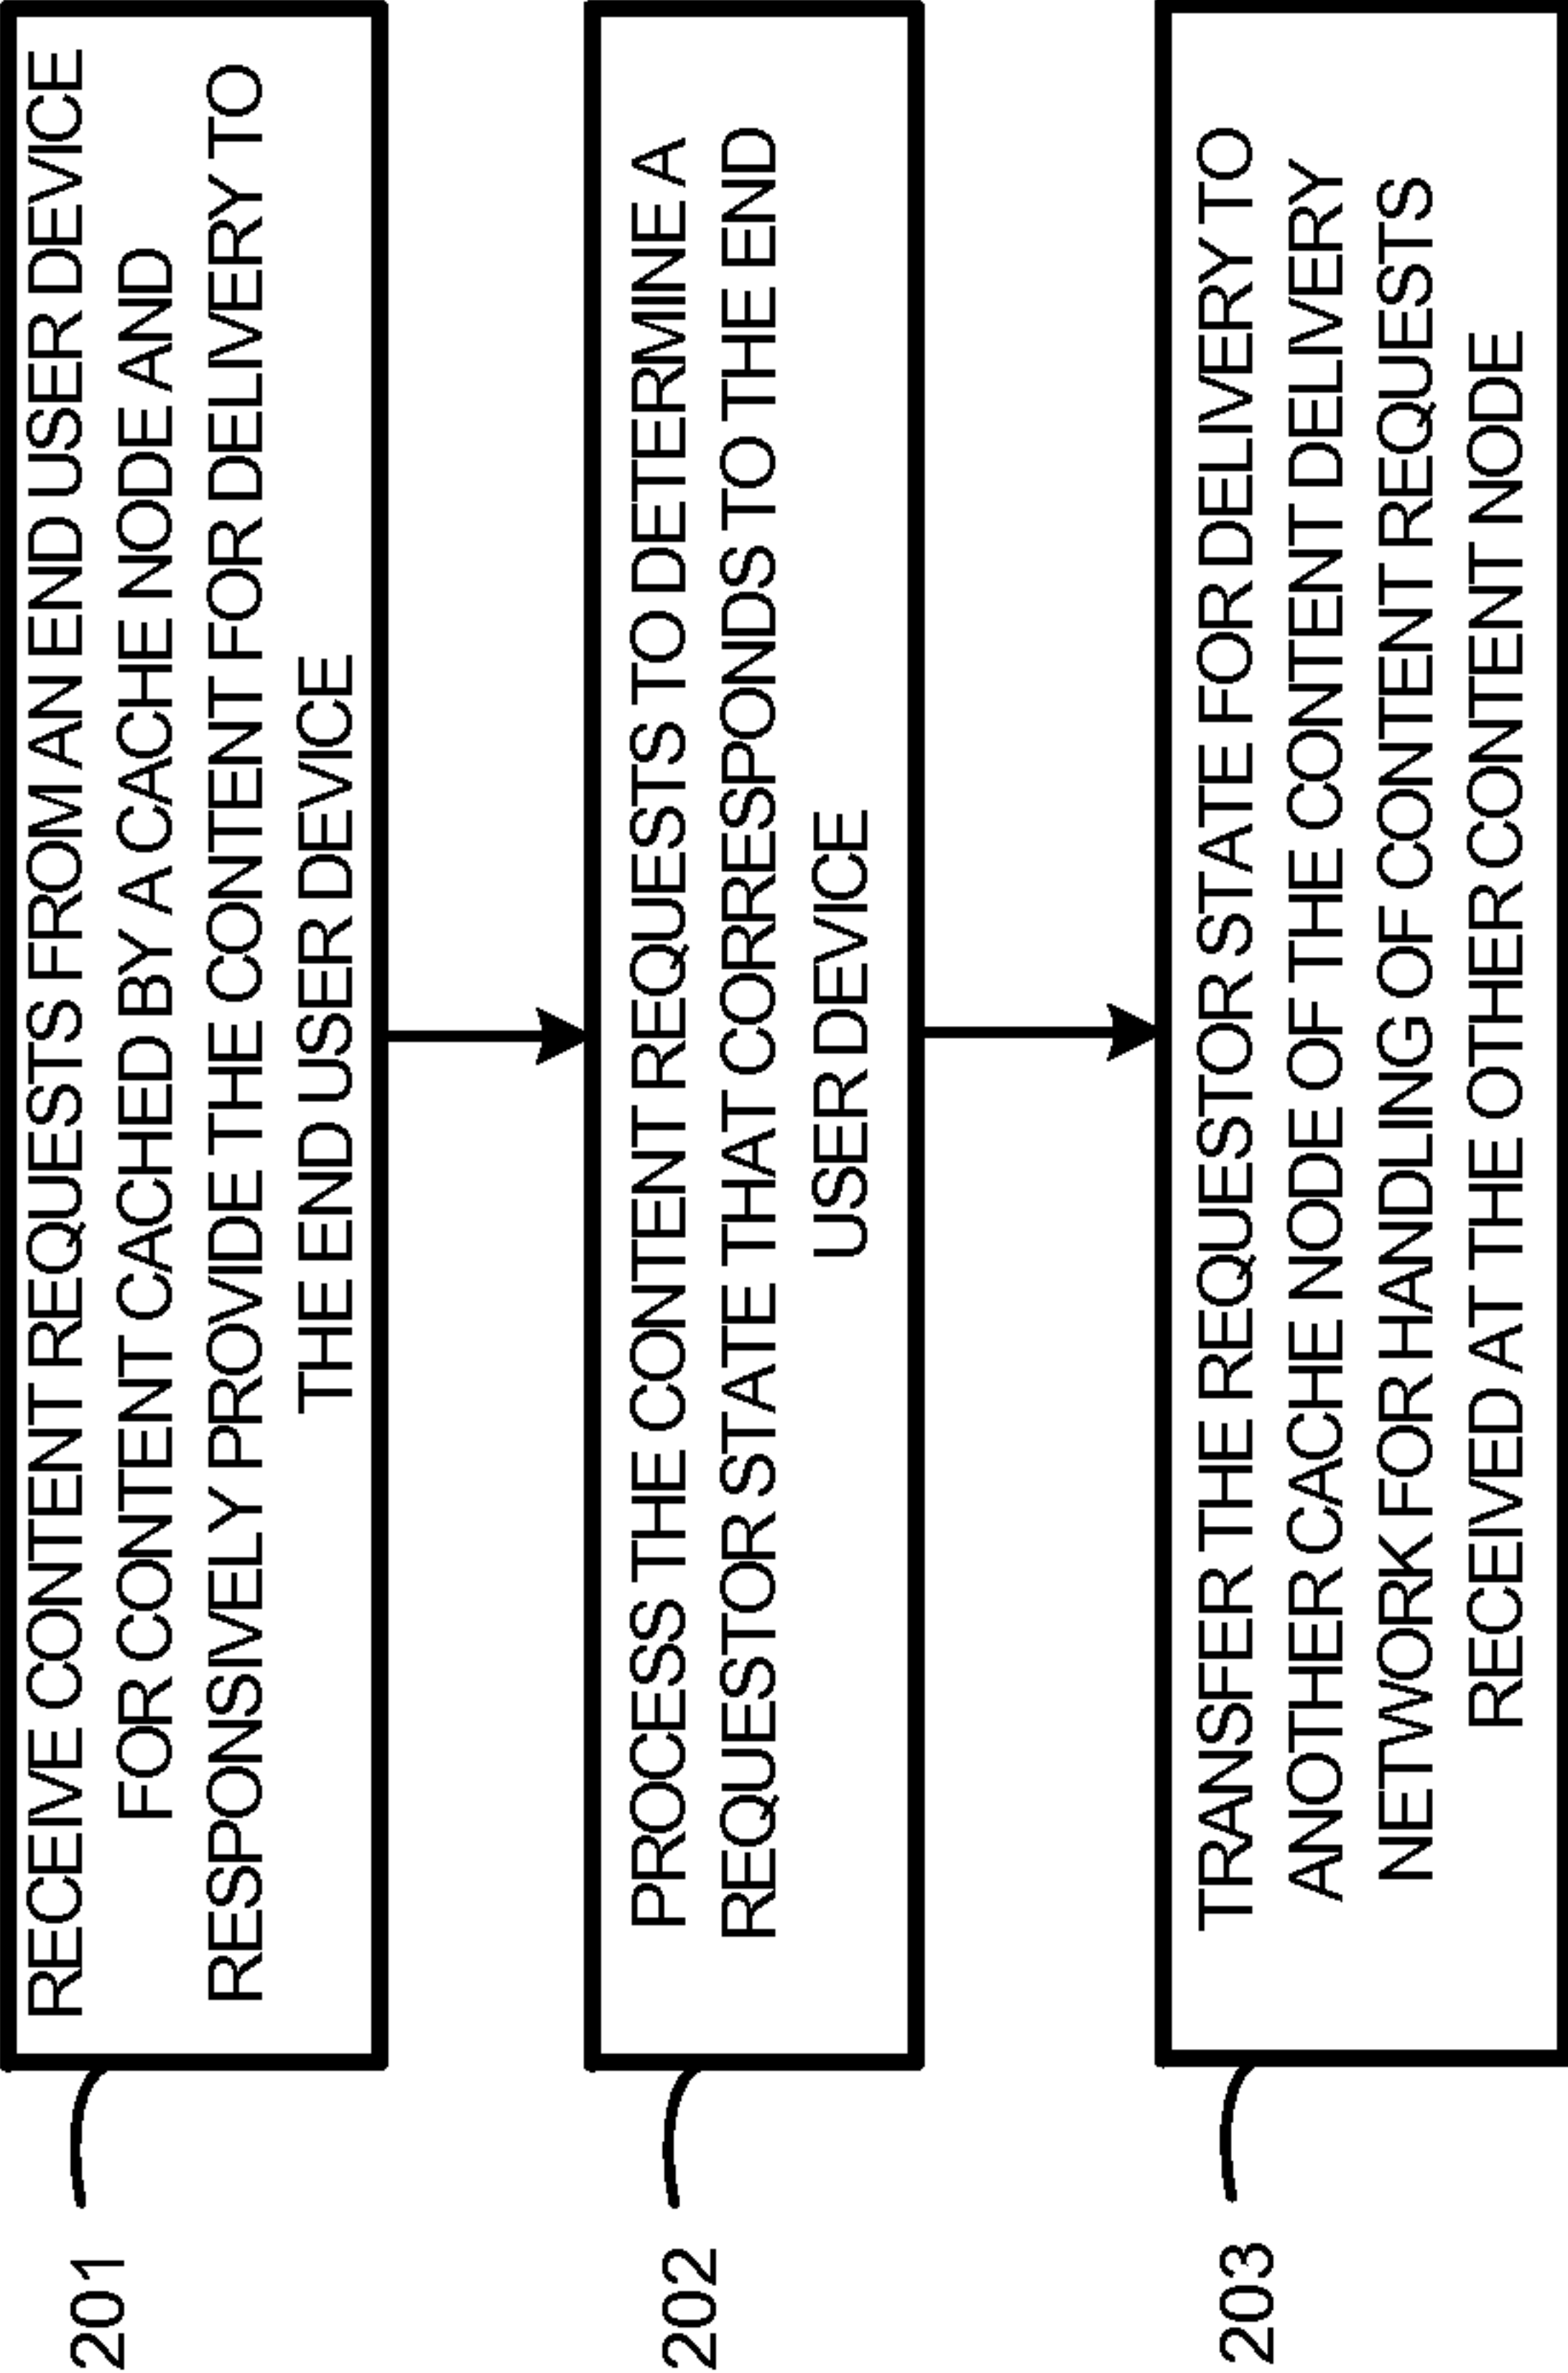 201
RECEIVE CONTENT REQUESTS FROM AN END USER DEVICE
FOR CONTENT CACHED BY A CACHE NODE AND
RESPONSIVELY PROVIDE THE CONTENT FOR DELIVERY TO
THE END USER DEVICE
202
PROCESS THE CONTENT REQUESTS TO DETERMINE A
REQUESTOR STATE THAT CORRESPONDS TO THE END
USER DEVICE
203
TRANSFER THE REQUESTOR STATE FOR DELIVERY TO
ANOTHER CACHE NODE OF THE CONTENT DELIVERY
NETWORK FOR HANDLING OF CONTENT REQUESTS
RECEIVED AT THE OTHER CONTENT NODE